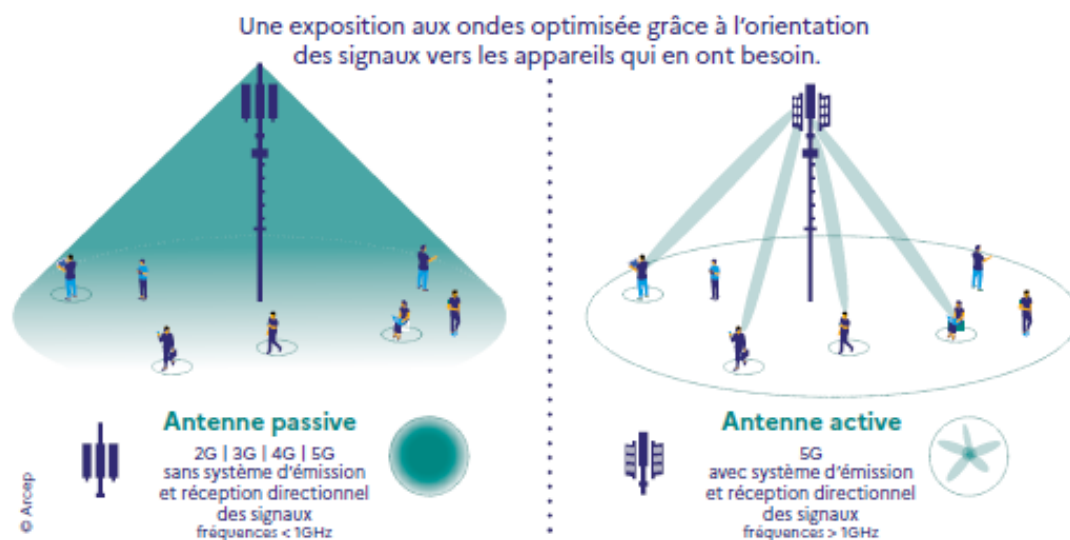 Une exposition aux ondes optimisée grâce à l'orientation
des signaux vers les appareils qui en ont besoin.
Antenne passive
2G | 3G | 4G | 5G
sans système d'émission
et réception directionnel
des signaux
fréquences < 1GHz
Antenne active
5G
avec système d'émission
et réception directionnel
des signaux
fréquences > 1GHz
© Arcep